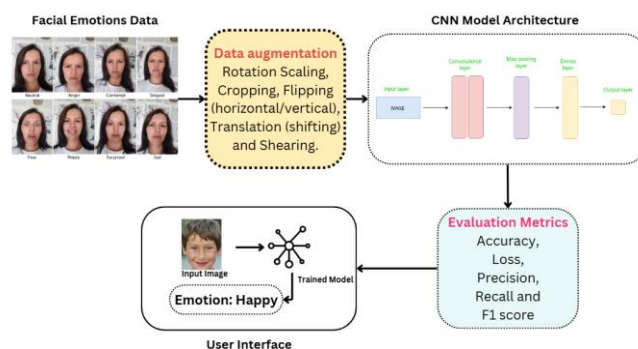 Facial Emotions Data
Neutral
Anger
Contempt
Disgust
Fear
Happy
Surprised
Sad
Data augmentation
Rotation Scaling,
Cropping, Flipping
(horizontal/vertical),
Translation (shifting)
and Shearing.
CNN Model Architecture
Input layer
IMAGE
Convolutional
layer
Max pooling
layer
Dense
layer
Output layer
Evaluation Metrics
Accuracy,
Loss,
Precision,
Recall and
F1 score
Input Image
Trained Model
Emotion: Happy
User Interface